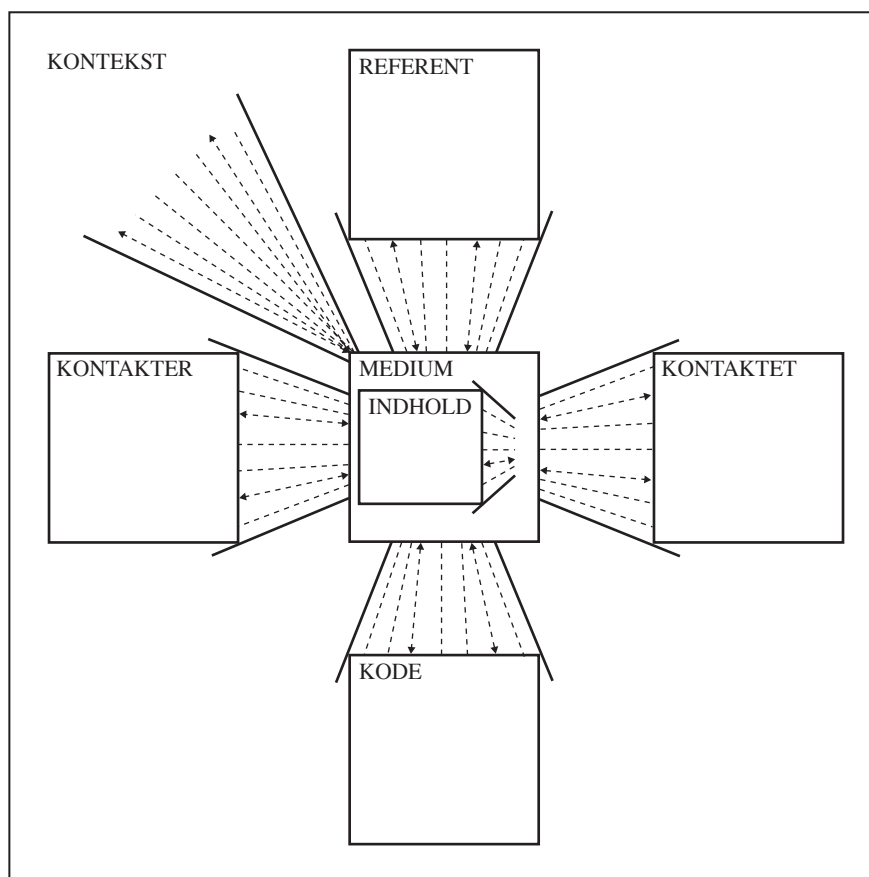 KONTEKST
REFERENT
KONTAKTER
MEDIUM
KONTAKTET
INDHOLD
KODE